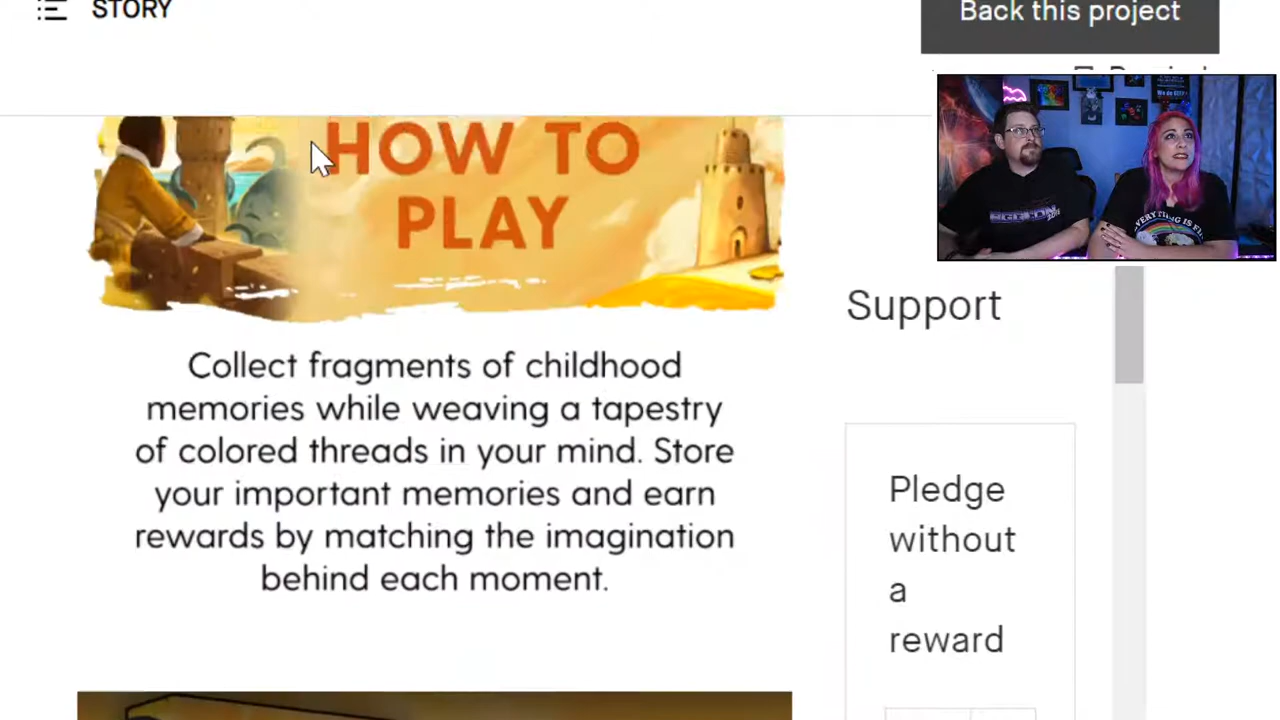 STORY
Back this project
HOW TO
PLAY
Collect fragments of childhood
memories while weaving a tapestry
of colored threads in your mind. Store
your important memories and earn
rewards by matching the imagination
behind each moment.
Support
Pledge
without
a
reward